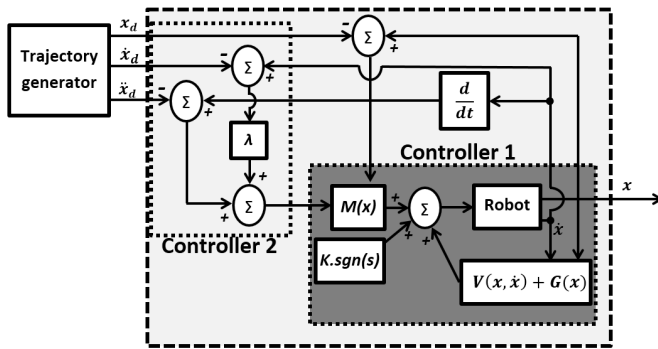 x_d
Trajectory generator
ẋ_d
ẍ_d
-
Σ
+
-
Σ
+
-
Σ
+
d/dt
λ
Controller 1
+
+
Σ
M(x)
+
Σ
+
+
Robot
x
ẋ
Controller 2
K.sgn(s)
V(x, ẋ) + G(x)